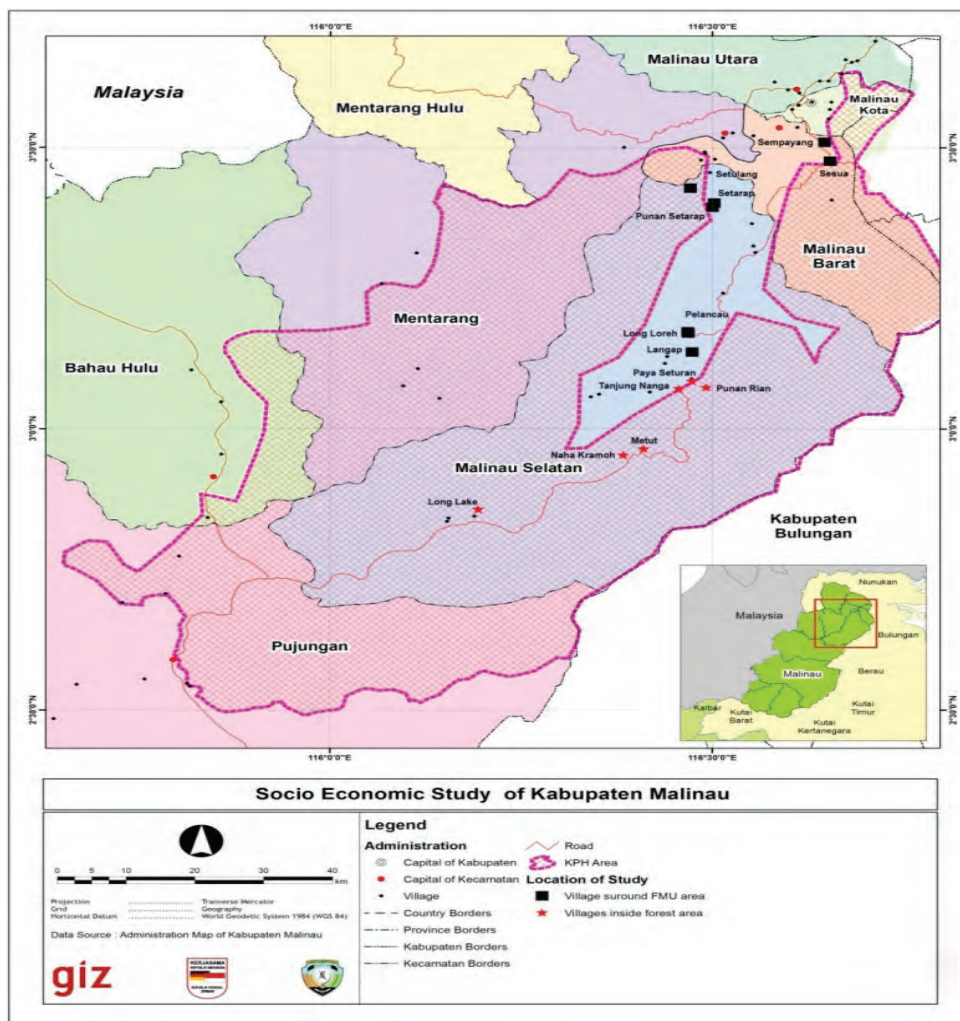 116°0'0"E
116°30'0"E
Malinau Utara
Malaysia
Mentarang Hulu
Malinau
Kota
Sempayang
Sesua
Setulang
Setarap
Punan Setarap
Malinau
Barat
Mentarang
Pelancau
Long Loreh
Langap
Bahau Hulu
Paya Seturan
Tanjung Nanga
Punan Rian
Metut
Naha Kramoh
Malinau Selatan
Long Lake
Kabupaten
Bulungan
Pujungan
Nunukan
Malaysia
Bulungan
Malinau
Berau
Kalbar
Kutai
Barat
Kutai
Timur
Kutai
Kertanegara
116°0'0"E
116°30'0"E
Socio Economic Study of Kabupaten Malinau
0 5 10 20 30 40
km
Projection Tranverse Mercator
Grid Geography
Horizontal Datum World Geodetic System 1984 (WGS 84)
Data Source : Administration Map of Kabupaten Malinau
giz
KERJASAMA
Legend
Administration
Capital of Kabupaten
Capital of Kecamatan
Village
Country Borders
Province Borders
Kabupaten Borders
Kecamatan Borders
Road
KPH Area
Location of Study
Village suround FMU area
Villages inside forest area